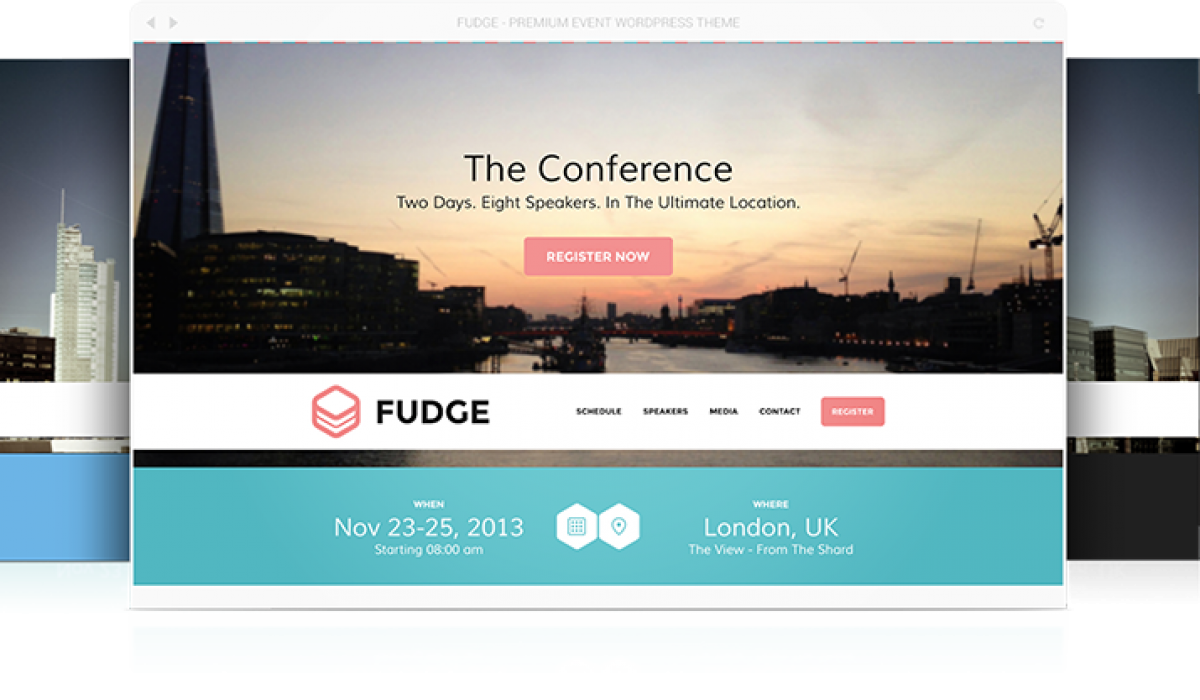 FUDGE - PREMIUM EVENT WORDPRESS THEME
The Conference
Two Days. Eight Speakers. In The Ultimate Location.
REGISTER NOW
FUDGE
SCHEDULE SPEAKERS MEDIA CONTACT REGISTER
WHEN
Nov 23-25, 2013
Starting 08:00 am
WHERE
London, UK
The View - From The Shard